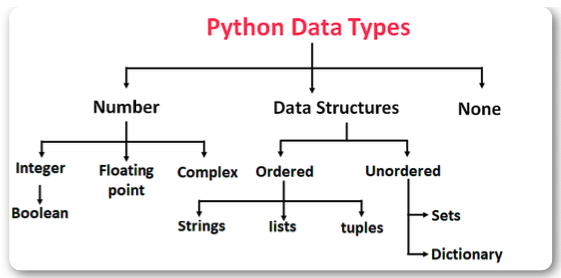 Python Data Types
Number
Data Structures
None
Integer
Floating
point
Complex
Ordered
Unordered
Boolean
Strings
lists
tuples
Sets
Dictionary